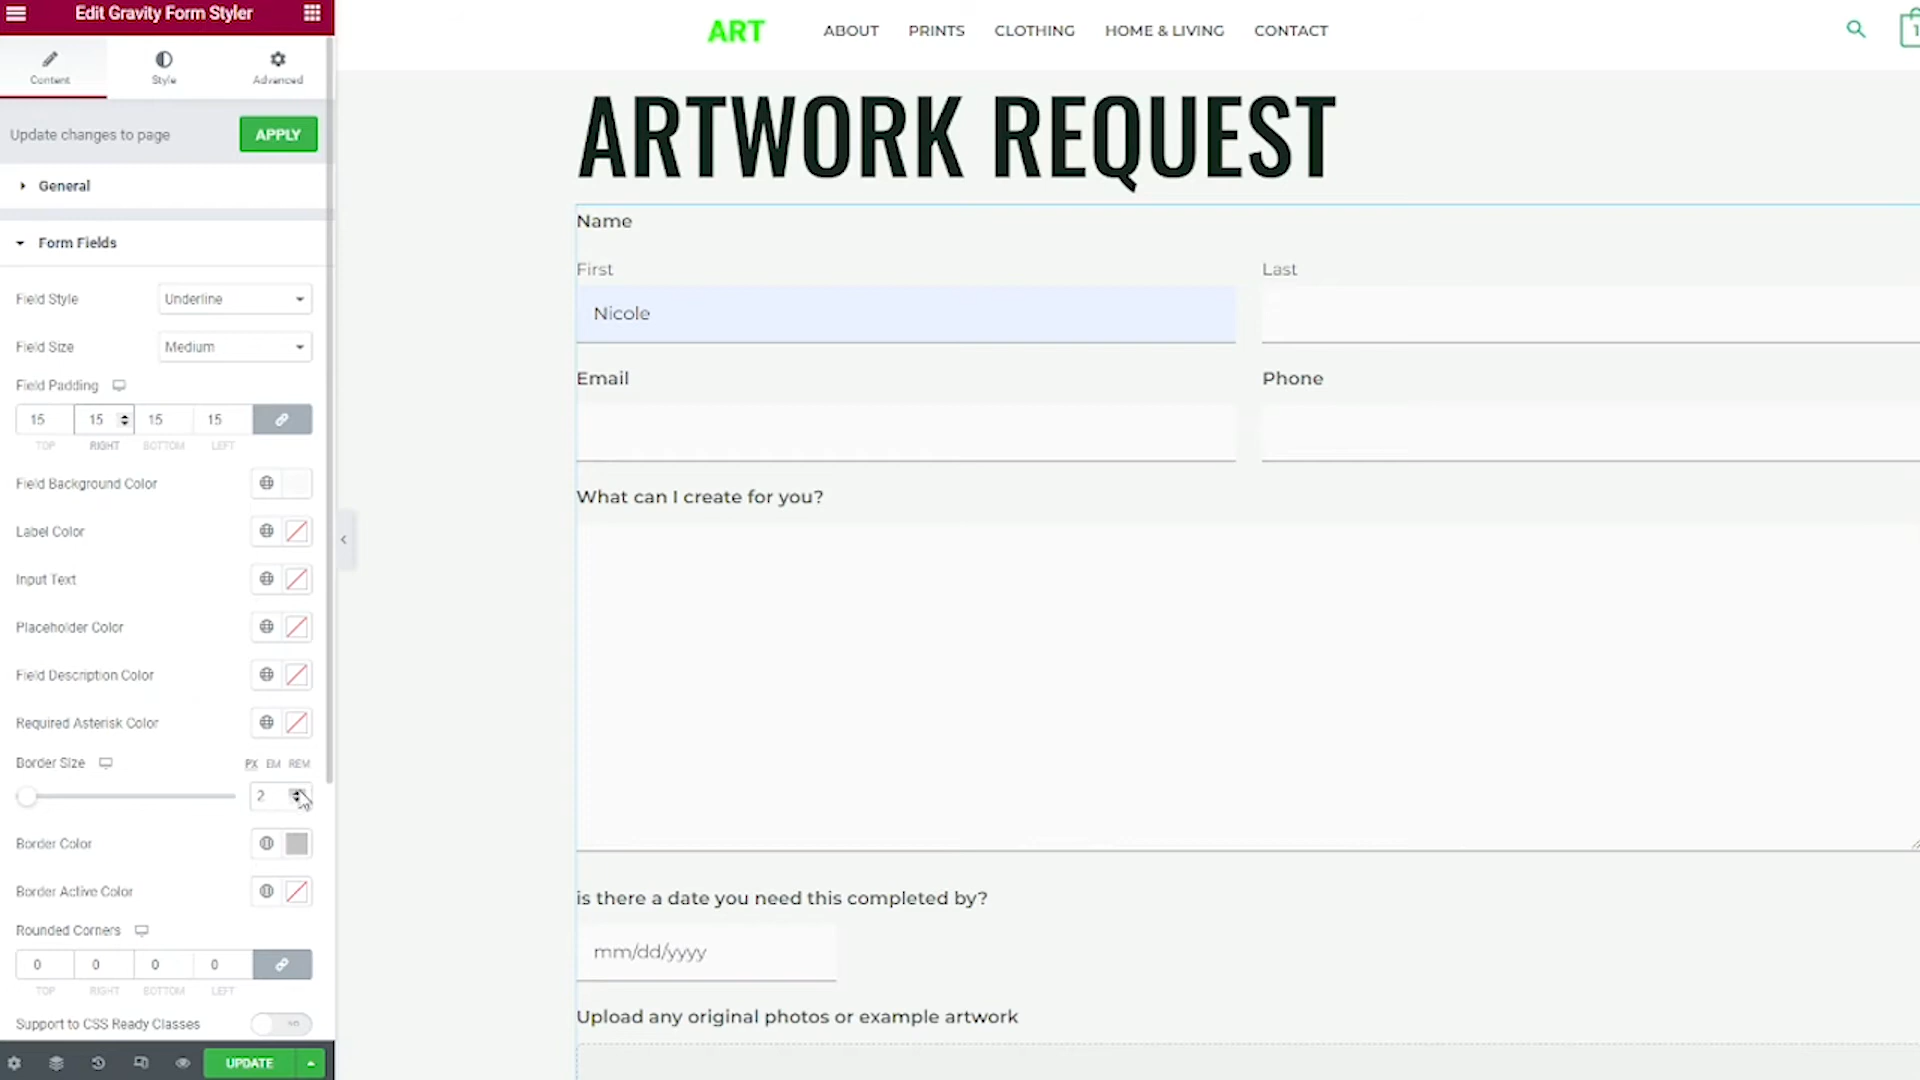 Edit Gravity Form Styler
Content
Style
Advanced
Update changes to page
APPLY
General
Form Fields
Field Style
Underline
Field Size
Medium
Field Padding
15 15 15 15
TOP RIGHT BOTTOM LEFT
Field Background Color
Label Color
Input Text
Placeholder Color
Field Description Color
Required Asterisk Color
Border Size
PX EM REM
2
Border Color
Border Active Color
Rounded Corners
0 0 0 0
TOP RIGHT BOTTOM LEFT
Support to CSS Ready Classes
NO
UPDATE
ART
ABOUT PRINTS CLOTHING HOME & LIVING CONTACT
1
ARTWORK REQUEST
Name
First Last
Nicole
Email Phone
What can I create for you?
is there a date you need this completed by?
mm/dd/yyyy
Upload any original photos or example artwork